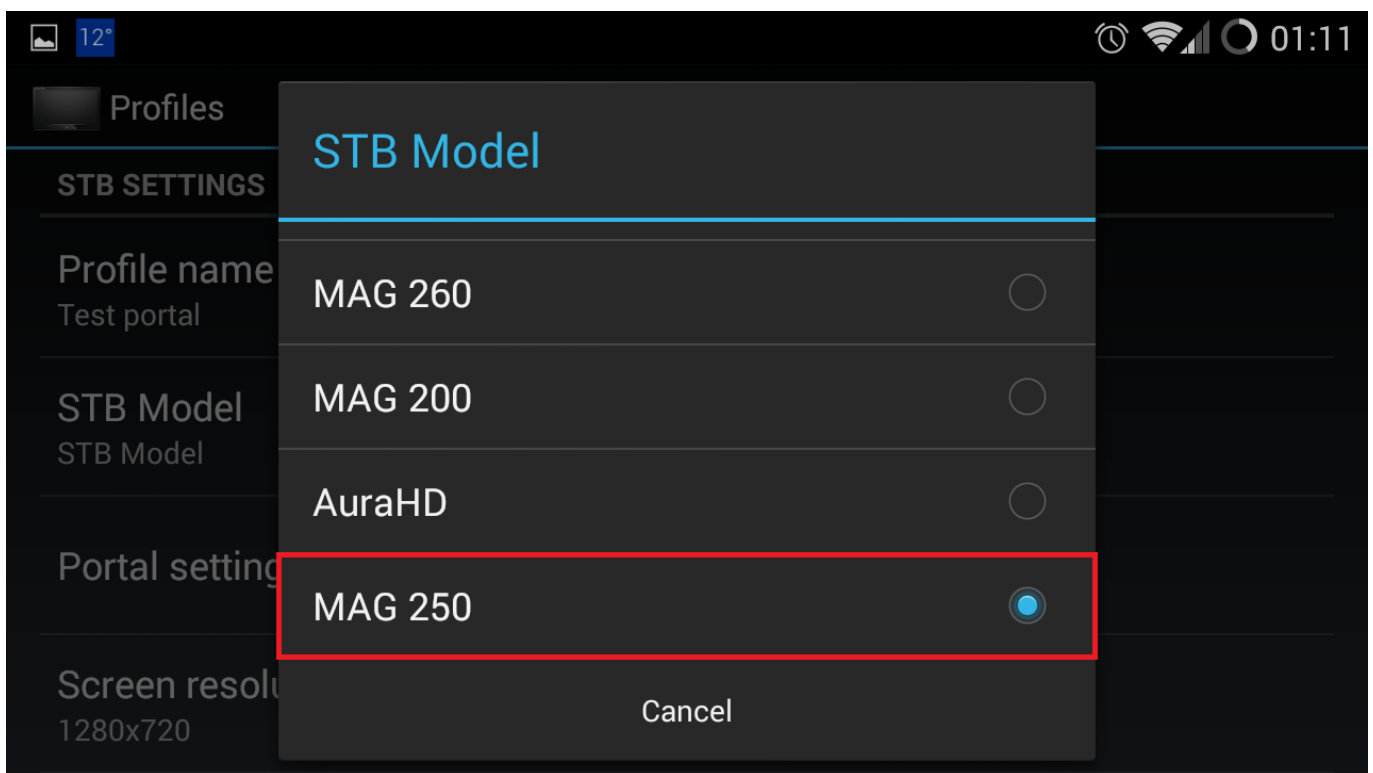 12°
01:11
Profiles
STB Model
STB SETTINGS
Profile name
Test portal
STB Model
STB Model
Portal setting
Screen resolu
1280x720
MAG 260
MAG 200
AuraHD
MAG 250
Cancel